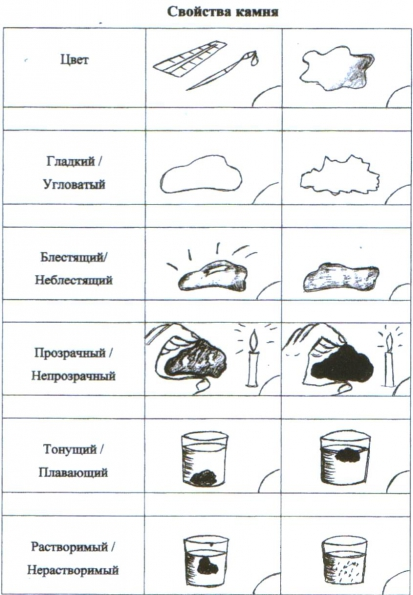 Свойства камня
Цвет
Гладкий /
Угловатый
Блестящий/
Неблестящий
Прозрачный /
Непрозрачный
Тонущий /
Плавающий
Растворимый /
Нерастворимый